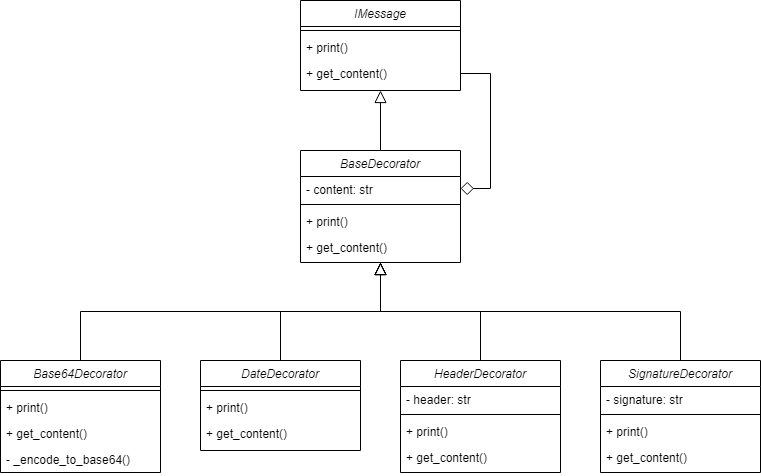 IMessage
+ print()
+ get_content()
BaseDecorator
- content: str
+ print()
+ get_content()
Base64Decorator
+ print()
+ get_content()
- _encode_to_base64()
DateDecorator
+ print()
+ get_content()
HeaderDecorator
- header: str
+ print()
+ get_content()
SignatureDecorator
- signature: str
+ print()
+ get_content()